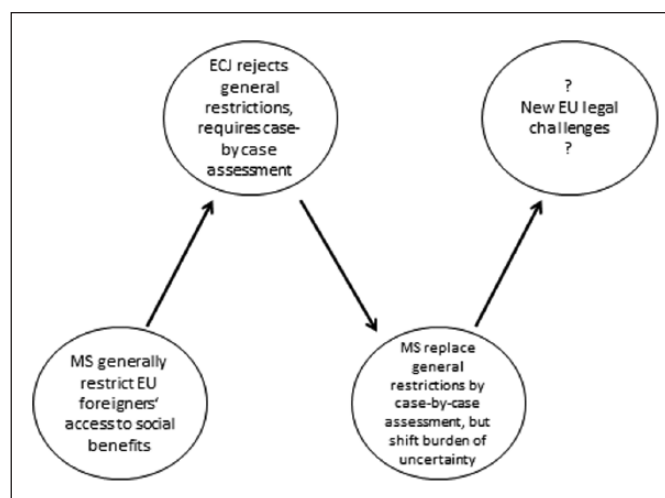 ECJ rejects
general
restrictions,
requires case-
by case
assessment
?
New EU legal
challenges
?
MS generally
restrict EU
foreigners‘
access to social
benefits
MS replace
general
restrictions by
case-by-case
assessment, but
shift burden of
uncertainty